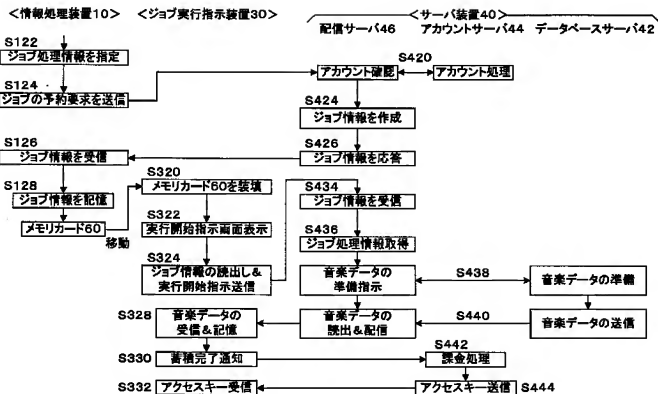 <情報処理装置10>
<ジョブ実行指示装置30>
<サーバ装置40>
配信サーバ46
アカウントサーバ44
データベースサーバ42
S122
ジョブ処理情報を指定
S124
ジョブの予約要求を送信
アカウント確認
S420
アカウント処理
S424
ジョブ情報を作成
S426
ジョブ情報を応答
S126
ジョブ情報を受信
S128
ジョブ情報を記憶
メモリカード60
移動
S320
メモリカード60を装填
S322
実行開始指示画面表示
S324
ジョブ情報の読出し&
実行開始指示送信
S434
ジョブ情報を受信
S436
ジョブ処理情報取得
音楽データの
準備指示
S438
音楽データの準備
S328
音楽データの
受信&記憶
音楽データの
読出&配信
S440
音楽データの送信
S330
蓄積完了通知
S442
課金処理
S332
アクセスキー受信
アクセスキー送信
S444